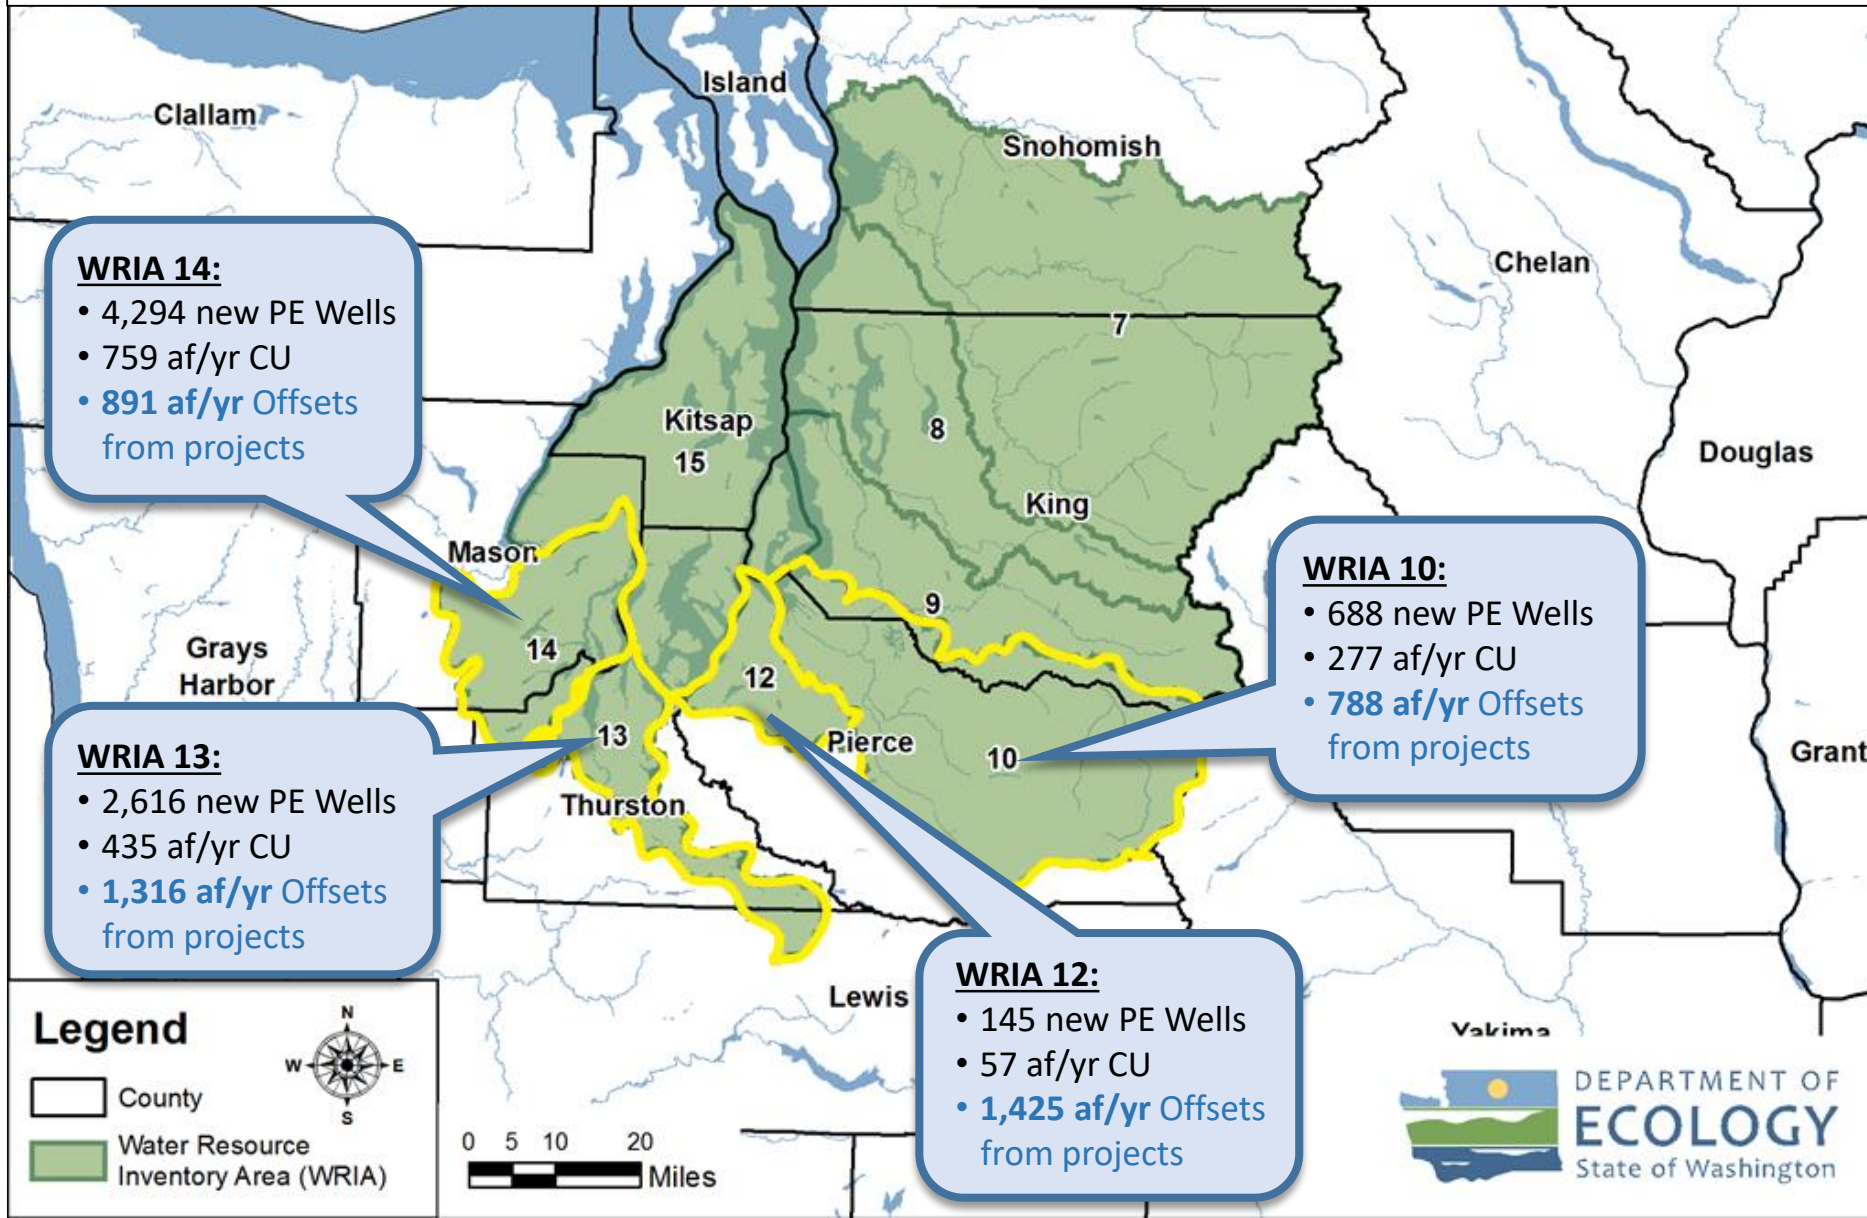 Island
Clallam
Snohomish
Chelan
WRIA 14:
• 4,294 new PE Wells
• 759 af/yr CU
• 891 af/yr Offsets
from projects
7
Kitsap
15
8
King
Douglas
Mason
WRIA 10:
• 688 new PE Wells
• 277 af/yr CU
• 788 af/yr Offsets
from projects
9
14
Grays
Harbor
12
13
Pierce
10
Grant
WRIA 13:
• 2,616 new PE Wells
• 435 af/yr CU
• 1,316 af/yr Offsets
from projects
Thurston
Lewis
WRIA 12:
• 145 new PE Wells
• 57 af/yr CU
• 1,425 af/yr Offsets
from projects
Yakima
Legend
N
W E
S
County
Water Resource
Inventory Area (WRIA)
0 5 10 20
Miles
DEPARTMENT OF
ECOLOGY
State of Washington